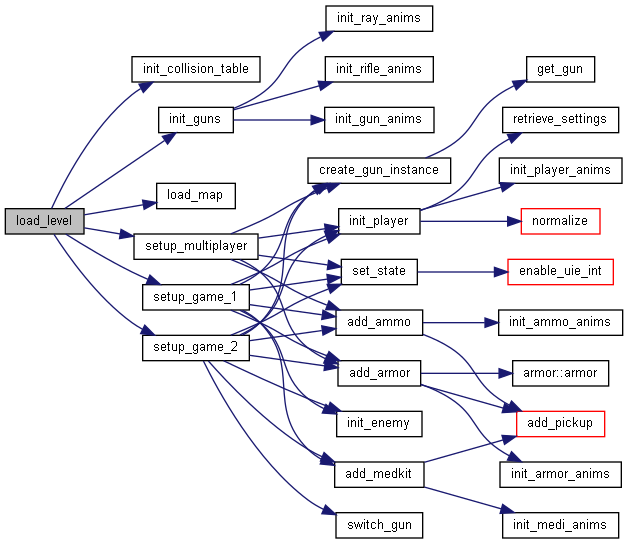 load_level
init_collision_table
init_guns
load_map
setup_multiplayer
setup_game_1
setup_game_2
init_ray_anims
init_rifle_anims
init_gun_anims
create_gun_instance
init_player
set_state
add_ammo
add_armor
init_enemy
add_medkit
switch_gun
get_gun
retrieve_settings
init_player_anims
normalize
enable_uie_int
init_ammo_anims
armor::armor
add_pickup
init_armor_anims
init_medi_anims